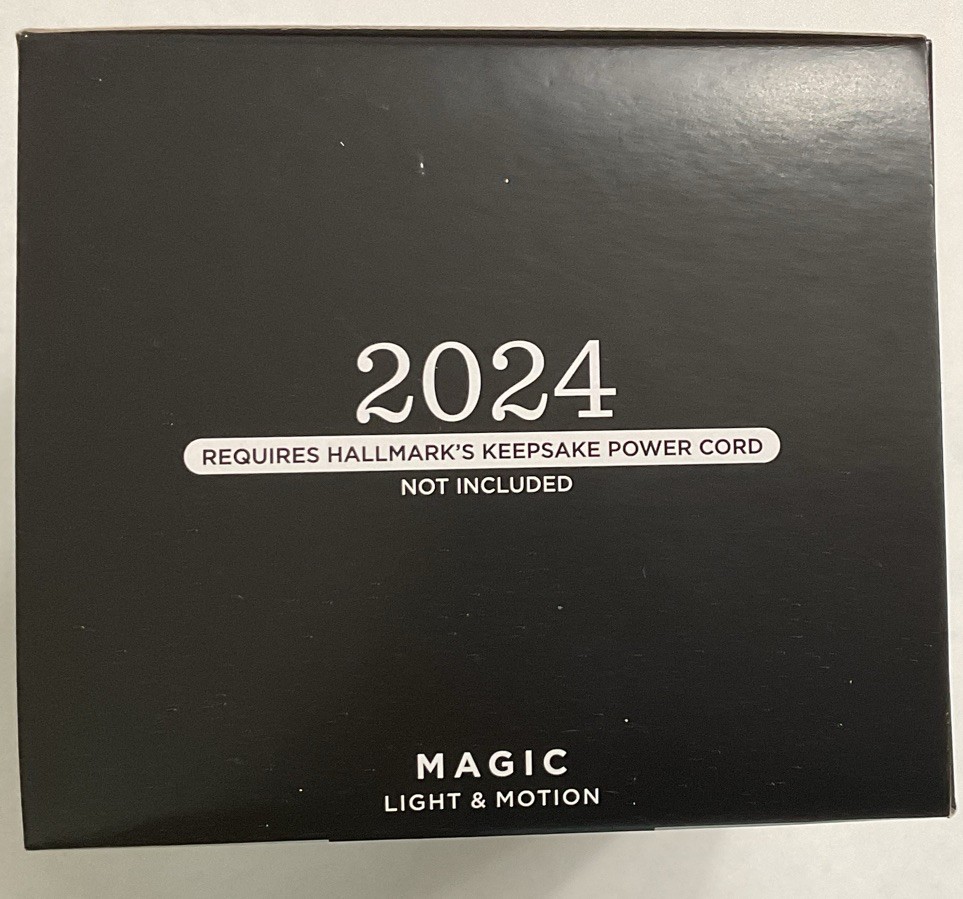 2024
REQUIRES HALLMARK'S KEEPSAKE POWER CORD
NOT INCLUDED
MAGIC
LIGHT & MOTION